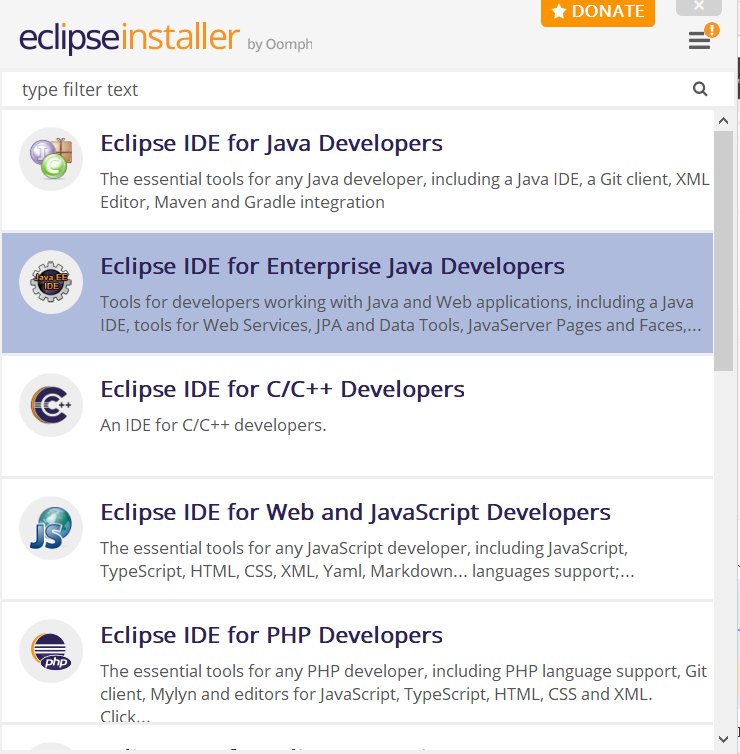 DONATE
eclipseinstaller by Oomph
!
type filter text
Eclipse IDE for Java Developers
The essential tools for any Java developer, including a Java IDE, a Git client, XML
Editor, Maven and Gradle integration
Java EE
IDE
Eclipse IDE for Enterprise Java Developers
Tools for developers working with Java and Web applications, including a Java
IDE, tools for Web Services, JPA and Data Tools, JavaServer Pages and Faces,...
C++
Eclipse IDE for C/C++ Developers
An IDE for C/C++ developers.
JS
Eclipse IDE for Web and JavaScript Developers
The essential tools for any JavaScript developer, including JavaScript,
TypeScript, HTML, CSS, XML, Yaml, Markdown... languages support;...
php
Eclipse IDE for PHP Developers
The essential tools for any PHP developer, including PHP language support, Git
client, Mylyn and editors for JavaScript, TypeScript, HTML, CSS and XML.
Click...